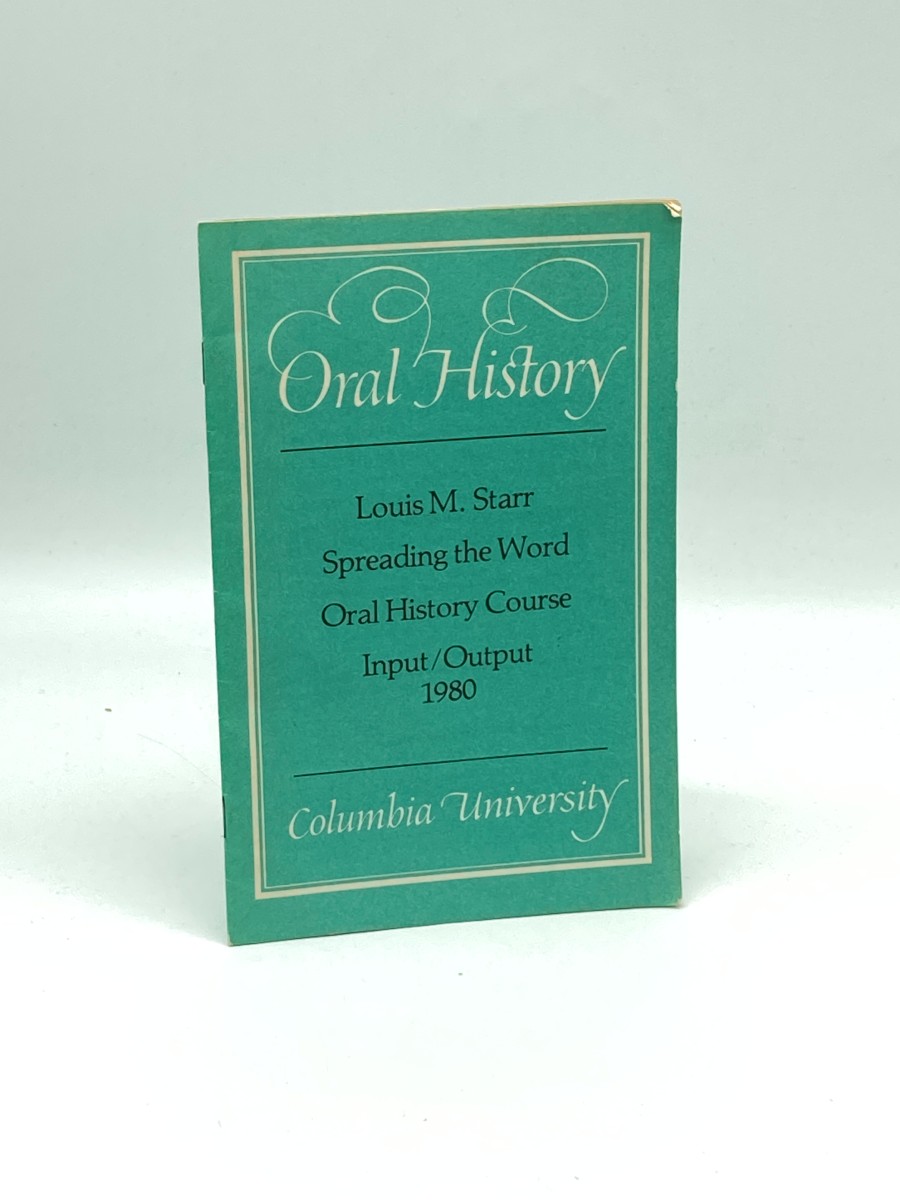 Oral History
Louis M. Starr
Spreading the Word
Oral History Course
Input/Output
1980
Columbia University